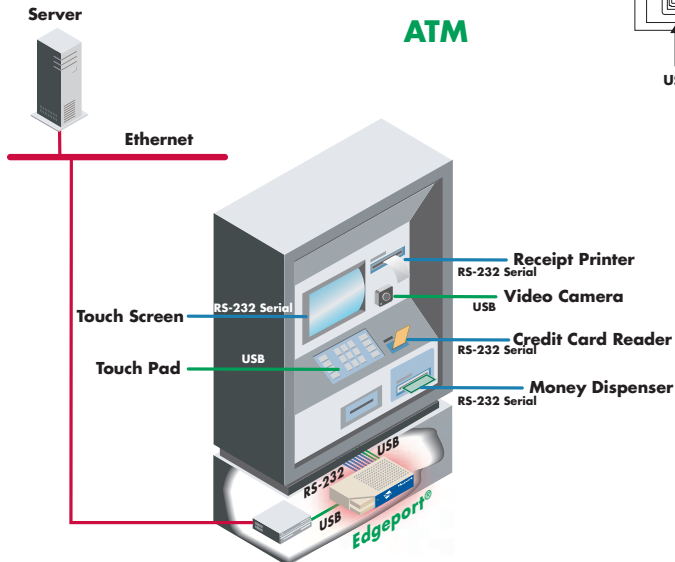 Server
ATM
Ethernet
Receipt Printer
RS-232 Serial
Video Camera
USB
RS-232 Serial
Touch Screen
Credit Card Reader
RS-232 Serial
USB
Touch Pad
Money Dispenser
RS-232 Serial
USB
RS-232
USB
Edgeport®